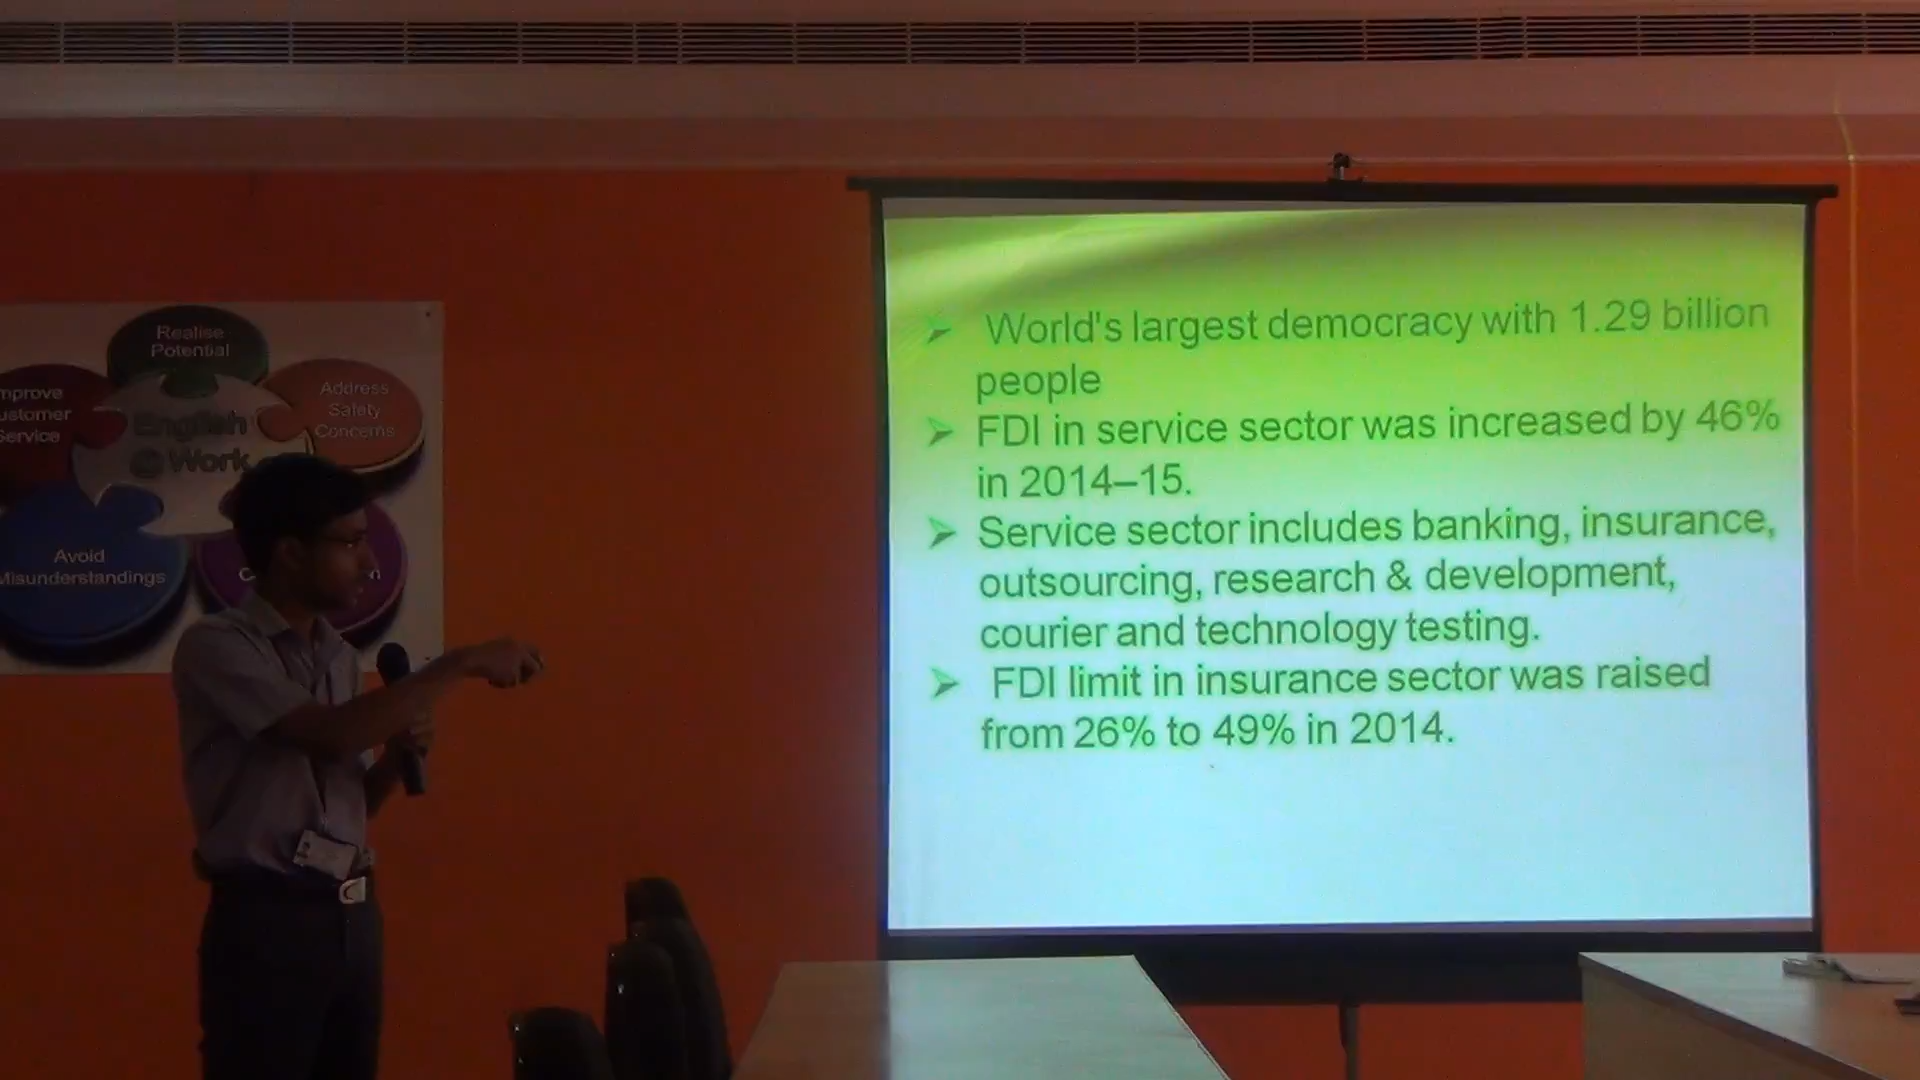 Realise
Potential
Address
Safety
Concerns
English
@ Work
Avoid
World's largest democracy with 1.29 billion
people
FDI in service sector was increased by 46%
in 2014–15.
Service sector includes banking, insurance,
outsourcing, research & development,
courier and technology testing.
FDI limit in insurance sector was raised
from 26% to 49% in 2014.